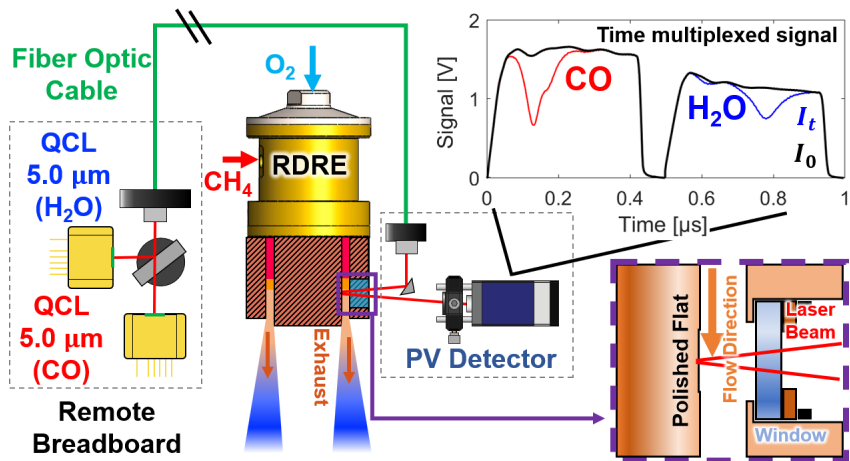 Fiber Optic
Cable
QCL
5.0 μm
(H₂O)
QCL
5.0 μm
(CO)
Remote
Breadboard
O₂
CH₄
RDRE
Exhaust
PV Detector
Time multiplexed signal
Signal [V]
2
1
0
CO
H₂O
Iₜ
I₀
0
0.2
0.4
0.6
0.8
1
Time [μs]
Polished Flat
Flow Direction
Laser
Beam
Window